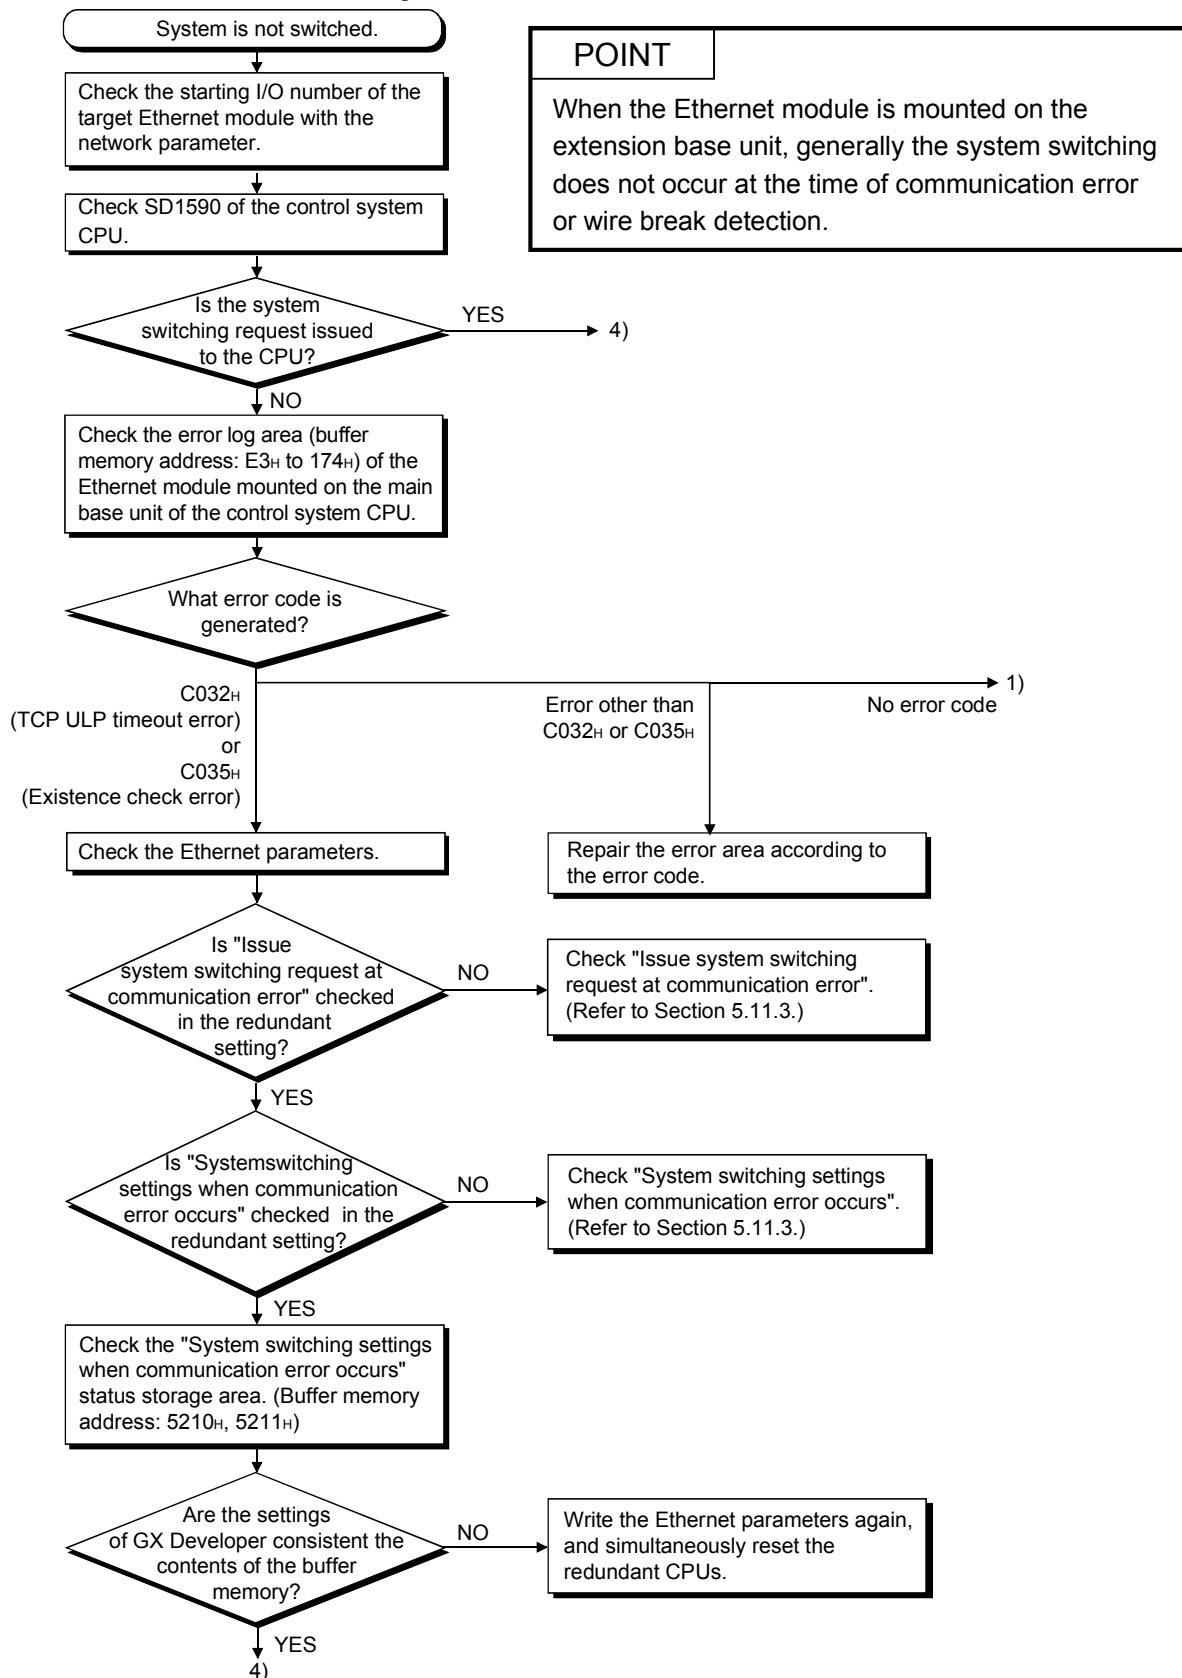 System is not switched.
Check the starting I/O number of the
target Ethernet module with the
network parameter.
Check SD1590 of the control system
CPU.
Is the system
switching request issued
to the CPU?
YES
4)
NO
Check the error log area (buffer
memory address: E3H to 174H) of the
Ethernet module mounted on the main
base unit of the control system CPU.
What error code is
generated?
C032H
(TCP ULP timeout error)
or
C035H
(Existence check error)
Error other than
C032H or C035H
No error code
1)
Check the Ethernet parameters.
Repair the error area according to
the error code.
Is "Issue
system switching request at
communication error" checked
in the redundant
setting?
NO
Check "Issue system switching
request at communication error".
(Refer to Section 5.11.3.)
YES
Is "Systemswitching
settings when communication
error occurs" checked in the
redundant setting?
NO
Check "System switching settings
when communication error occurs".
(Refer to Section 5.11.3.)
YES
Check the "System switching settings
when communication error occurs"
status storage area. (Buffer memory
address: 5210H, 5211H)
Are the settings
of GX Developer consistent the
contents of the buffer
memory?
NO
Write the Ethernet parameters again,
and simultaneously reset the
redundant CPUs.
YES
4)
POINT
When the Ethernet module is mounted on the
extension base unit, generally the system switching
does not occur at the time of communication error
or wire break detection.